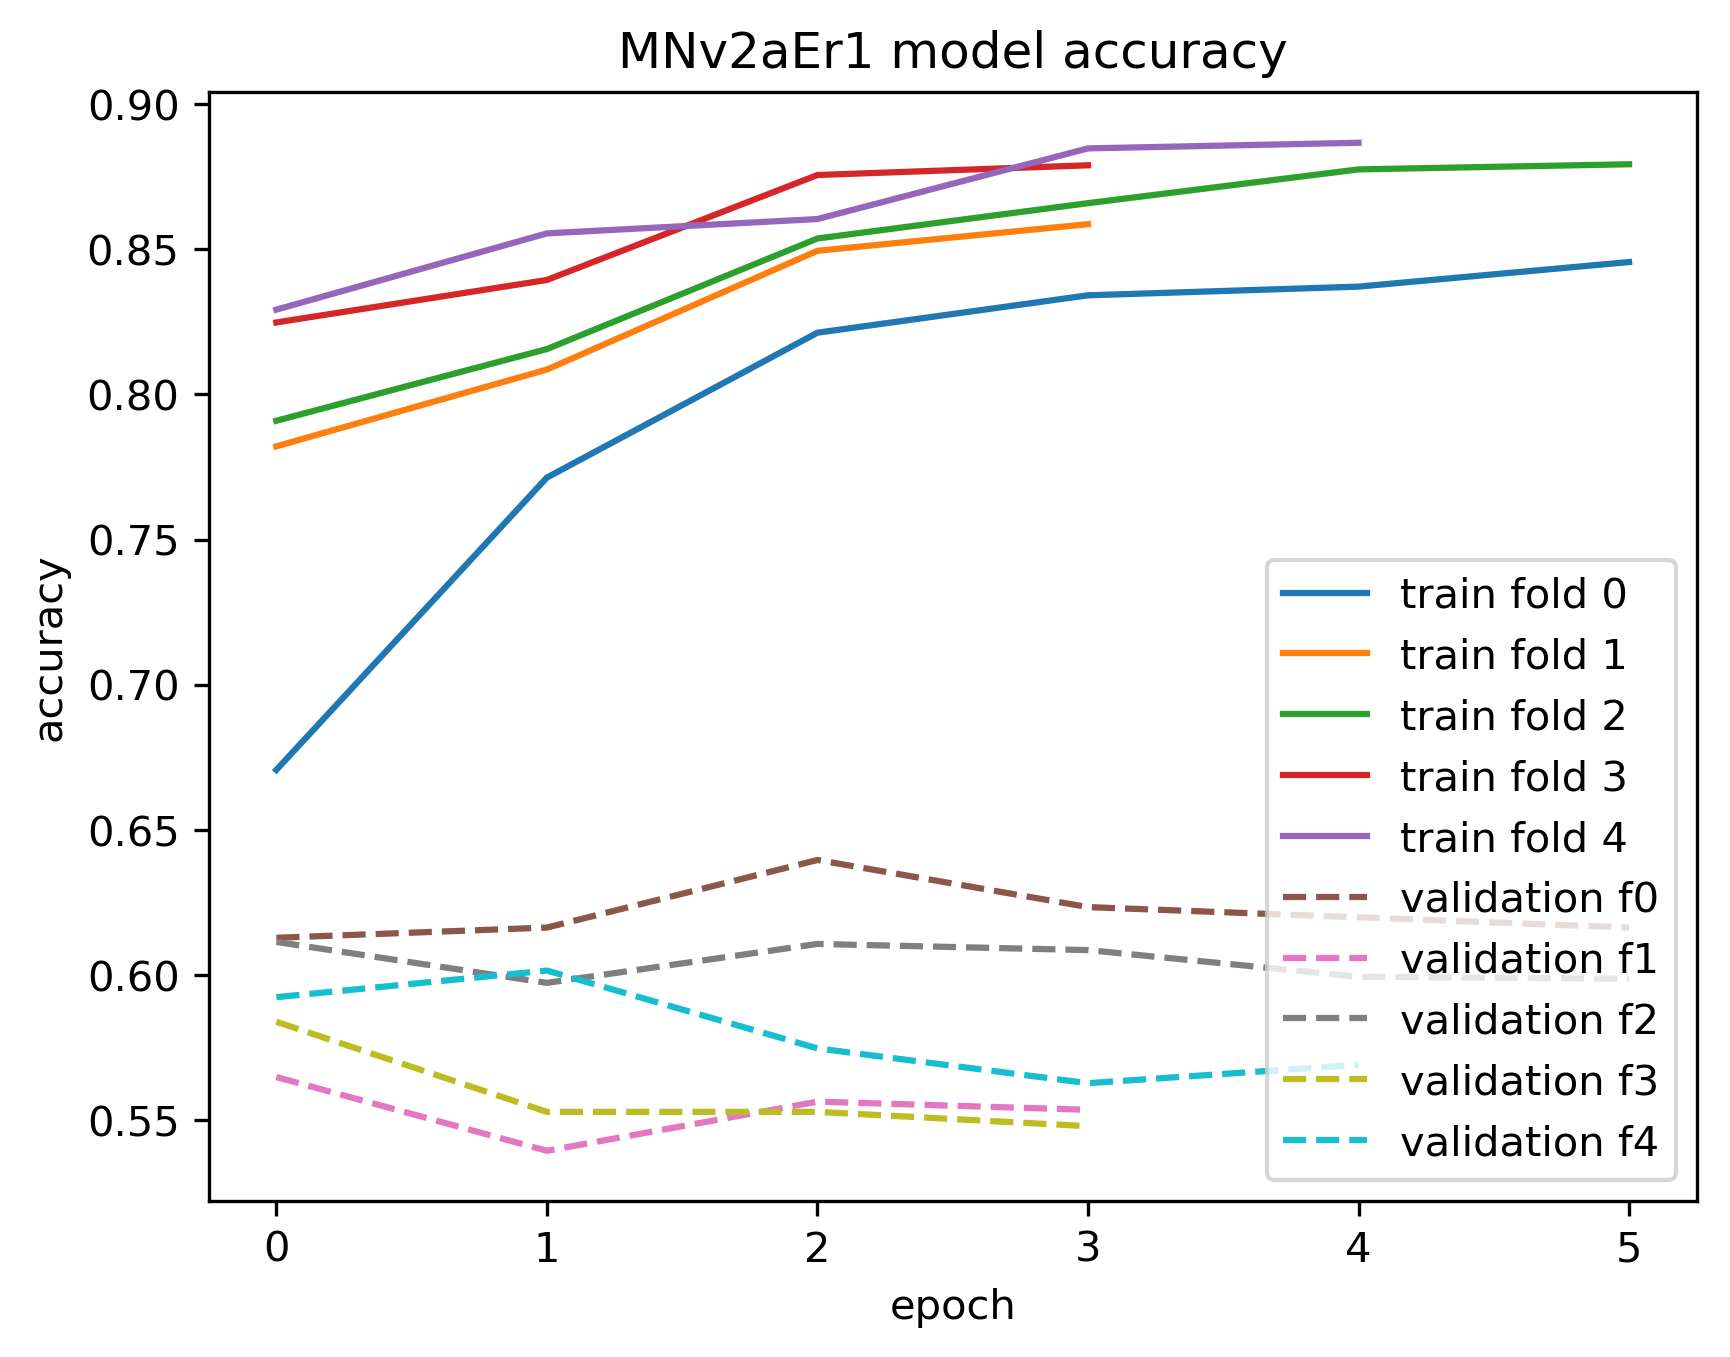 MNv2aEr1 model accuracy
0.90
0.85
0.80
0.75
0.70
0.65
0.60
0.55
accuracy
train fold 0
train fold 1
train fold 2
train fold 3
train fold 4
validation f0
validation f1
validation f2
validation f3
validation f4
0 1 2 3 4 5
epoch